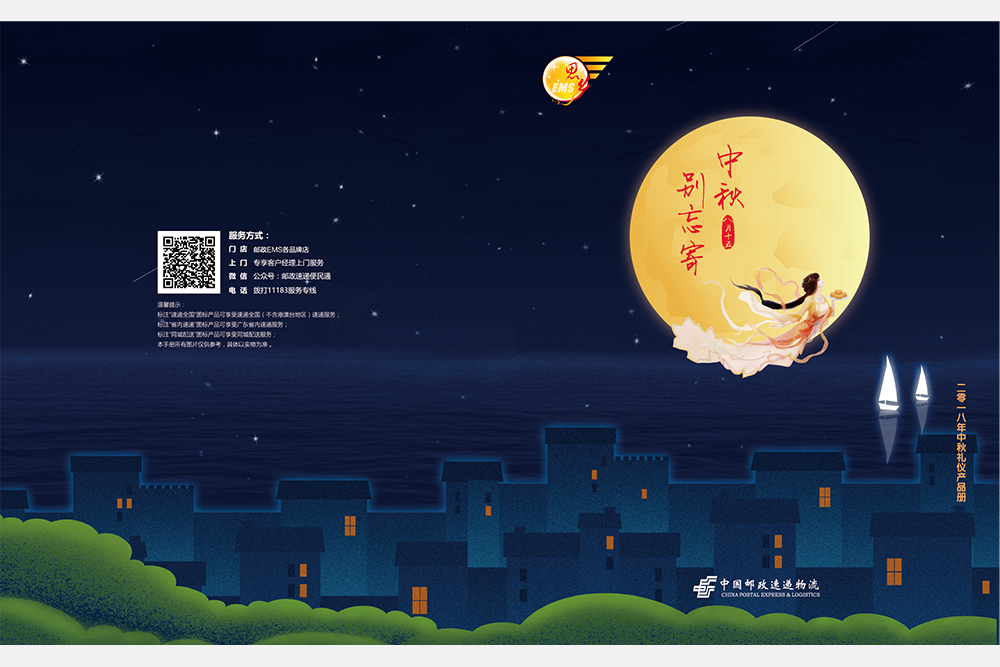 服务方式：
门 店 邮政EMS各品牌店
上 门 专享客户经理上门服务
微 信 公众号：邮政速递便民通
电 话 拨打11183服务专线
温馨提示：
标注“速递全国”图标产品可享受速递全国（不含港澳台地区）速递服务；
标注“省内速递”图标产品可享受广东省内速递服务；
标注“同城配送”图标产品可享受同城配送服务，
本手册所有图片仅供参考，具体以实物为准 。
思乡
EMS
中秋
八月十五
别忘寄
二零一八年中秋礼仪产品册
中国邮政速递物流
CHINA POSTAL EXPRESS & LOGISTICS